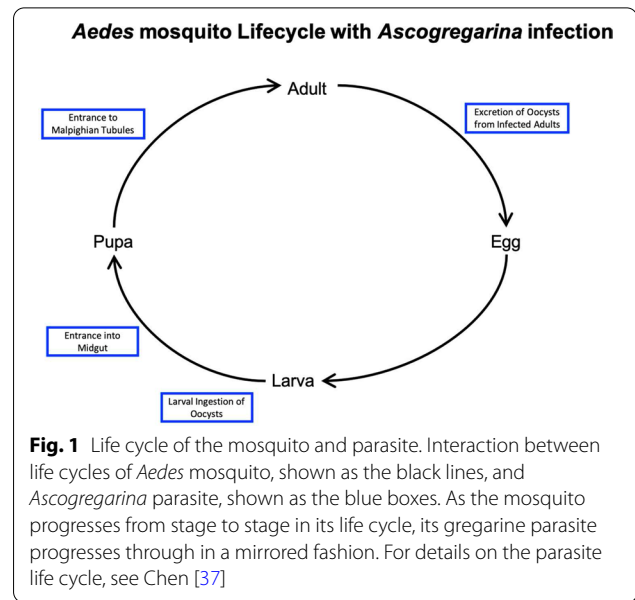 Aedes mosquito Lifecycle with Ascogregarina infection
Adult
Entrance to
Malpighian Tubules
Excretion of Oocysts
from Infected Adults
Pupa
Egg
Entrance into
Midgut
Larva
Larval Ingestion of
Oocysts
Fig. 1 Life cycle of the mosquito and parasite. Interaction between
life cycles of Aedes mosquito, shown as the black lines, and
Ascogregarina parasite, shown as the blue boxes. As the mosquito
progresses from stage to stage in its life cycle, its gregarine parasite
progresses through in a mirrored fashion. For details on the parasite
life cycle, see Chen [37]